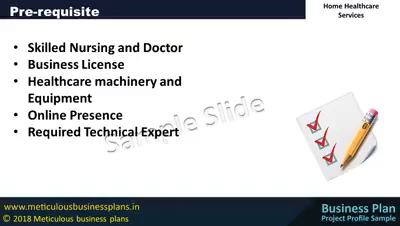 Pre-requisite
Home Healthcare
Services
• Skilled Nursing and Doctor
• Business License
• Healthcare machinery and
Equipment
• Online Presence
• Required Technical Expert
Sample Slide
www.meticulousbusinessplans.in
© 2018 Meticulous business plans
Business Plan
Project Profile Sample